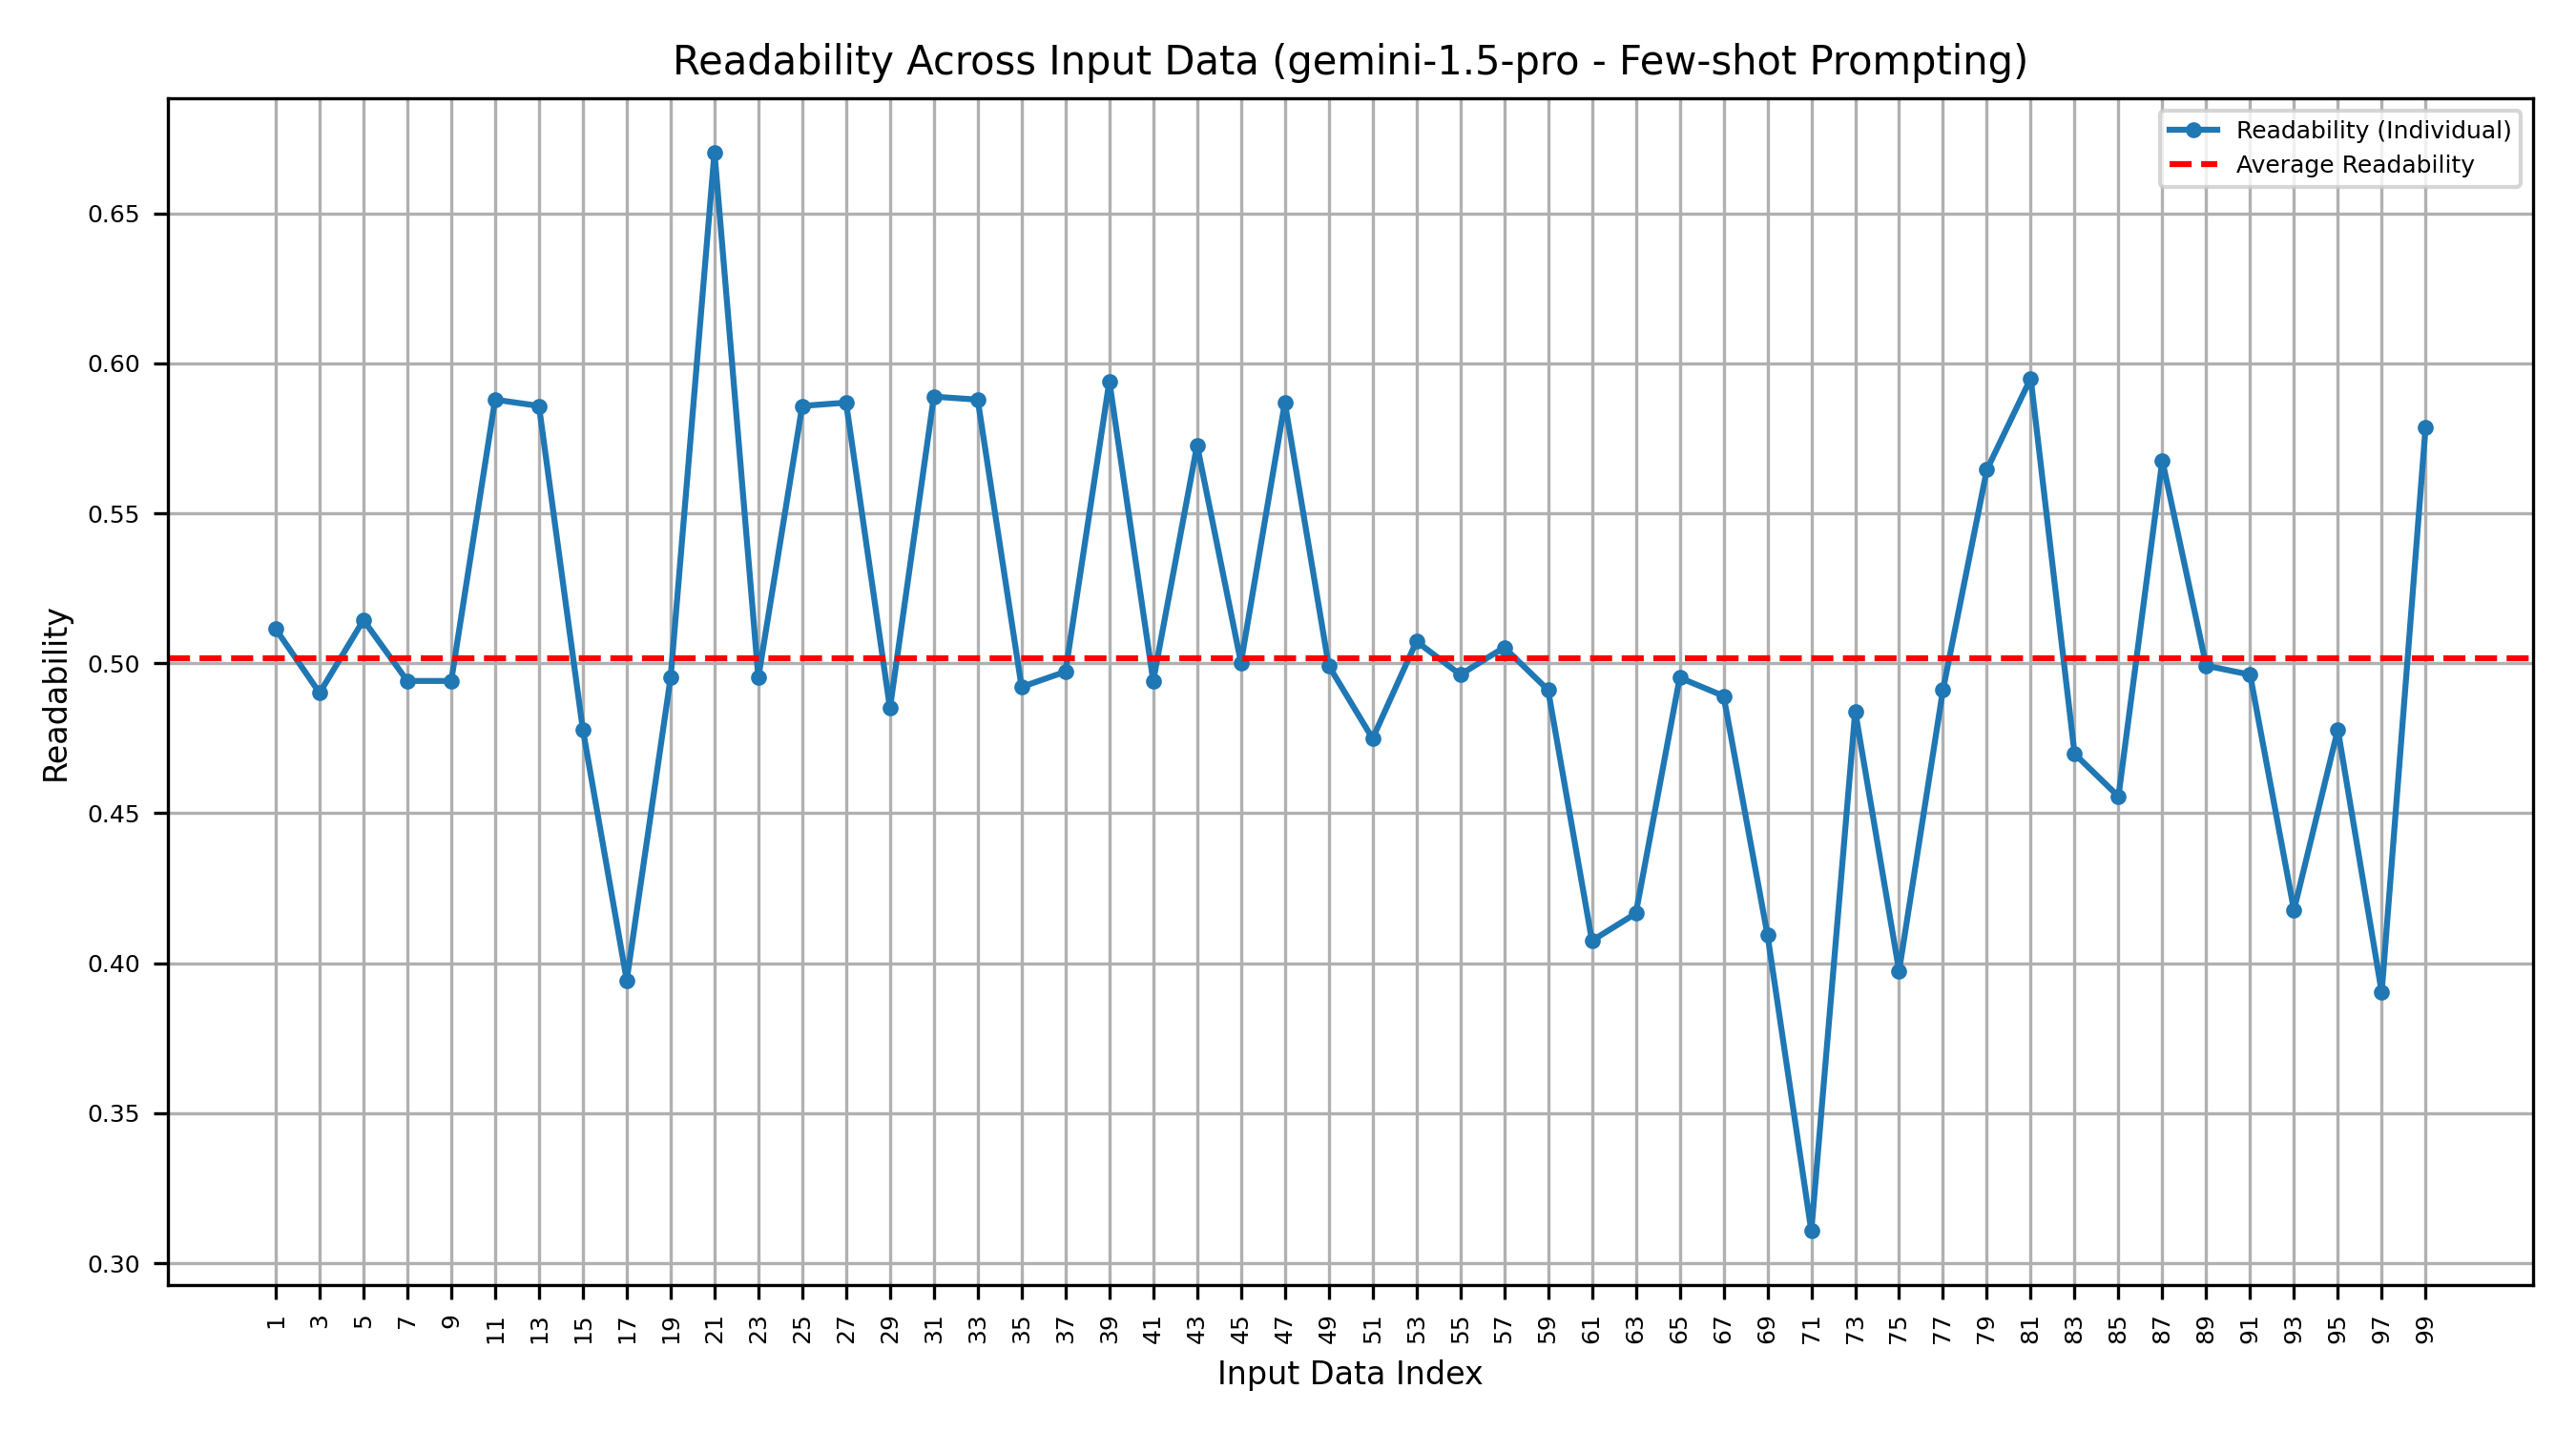 Readability Across Input Data (gemini-1.5-pro - Few-shot Prompting)
Readability (Individual)
Average Readability
Readability
0.65
0.60
0.55
0.50
0.45
0.40
0.35
0.30
1 3 5 7 9 11 13 15 17 19 21 23 25 27 29 31 33 35 37 39 41 43 45 47 49 51 53 55 57 59 61 63 65 67 69 71 73 75 77 79 81 83 85 87 89 91 93 95 97 99
Input Data Index